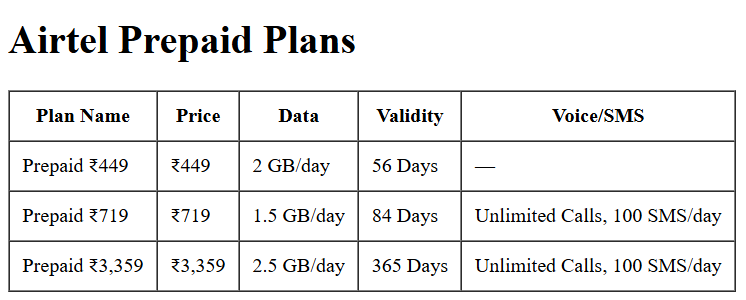 Airtel Prepaid Plans
Plan Name Price Data Validity Voice/SMS
Prepaid ₹449 ₹449 2 GB/day 56 Days —
Prepaid ₹719 ₹719 1.5 GB/day 84 Days Unlimited Calls, 100 SMS/day
Prepaid ₹3,359 ₹3,359 2.5 GB/day 365 Days Unlimited Calls, 100 SMS/day